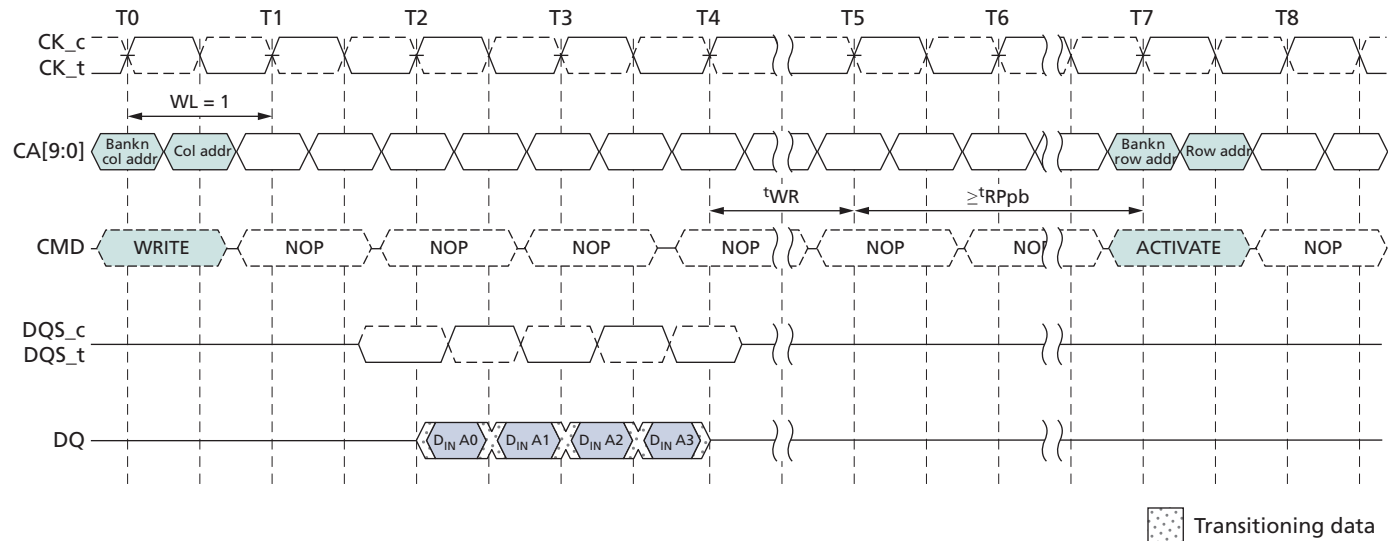 T0 T1 T2 T3 T4 T5 T6 T7 T8
CK_c
CK_t
WL = 1
CA[9:0] Bankn col addr Col addr Bankn row addr Row addr
tWR ≥tRPpb
CMD WRITE NOP NOP NOP NOP NOP NOP ACTIVATE NOP
DQS_c
DQS_t
DQ DIN A0 DIN A1 DIN A2 DIN A3
Transitioning data